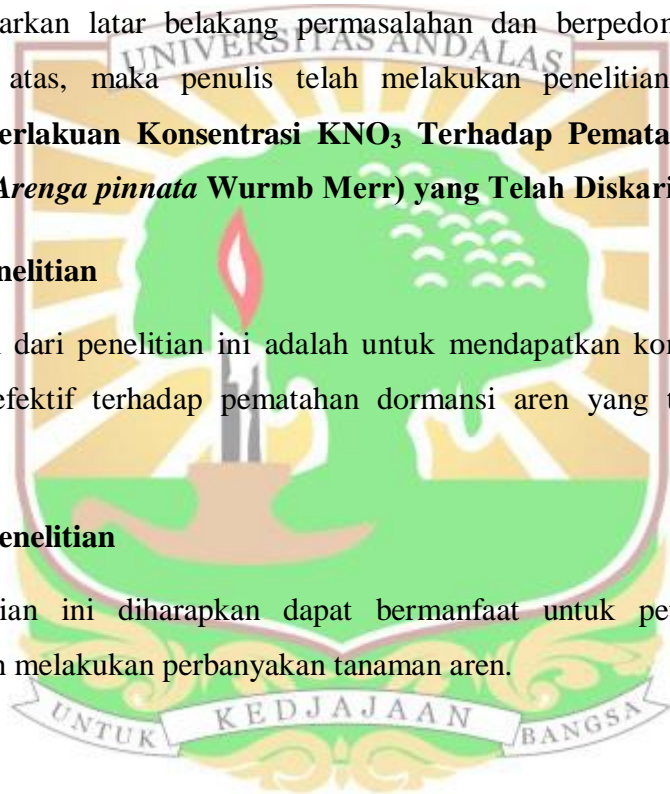 arkan latar belakang permasalahan dan berpedon
UNIVERSITAS ANDALAS
atas, maka penulis telah melakukan penelitian
erlakuan Konsentrasi KNO₃ Terhadap Pemata
Arenga pinnata Wurmb Merr) yang Telah Diskari
nelitian
dari penelitian ini adalah untuk mendapatkan kon
efektif terhadap pematahan dormansi aren yang t
enelitian
ian ini diharapkan dapat bermanfaat untuk pe
n melakukan perbanyakan tanaman aren.
UNTUK KEDJAJAAN BANGSA